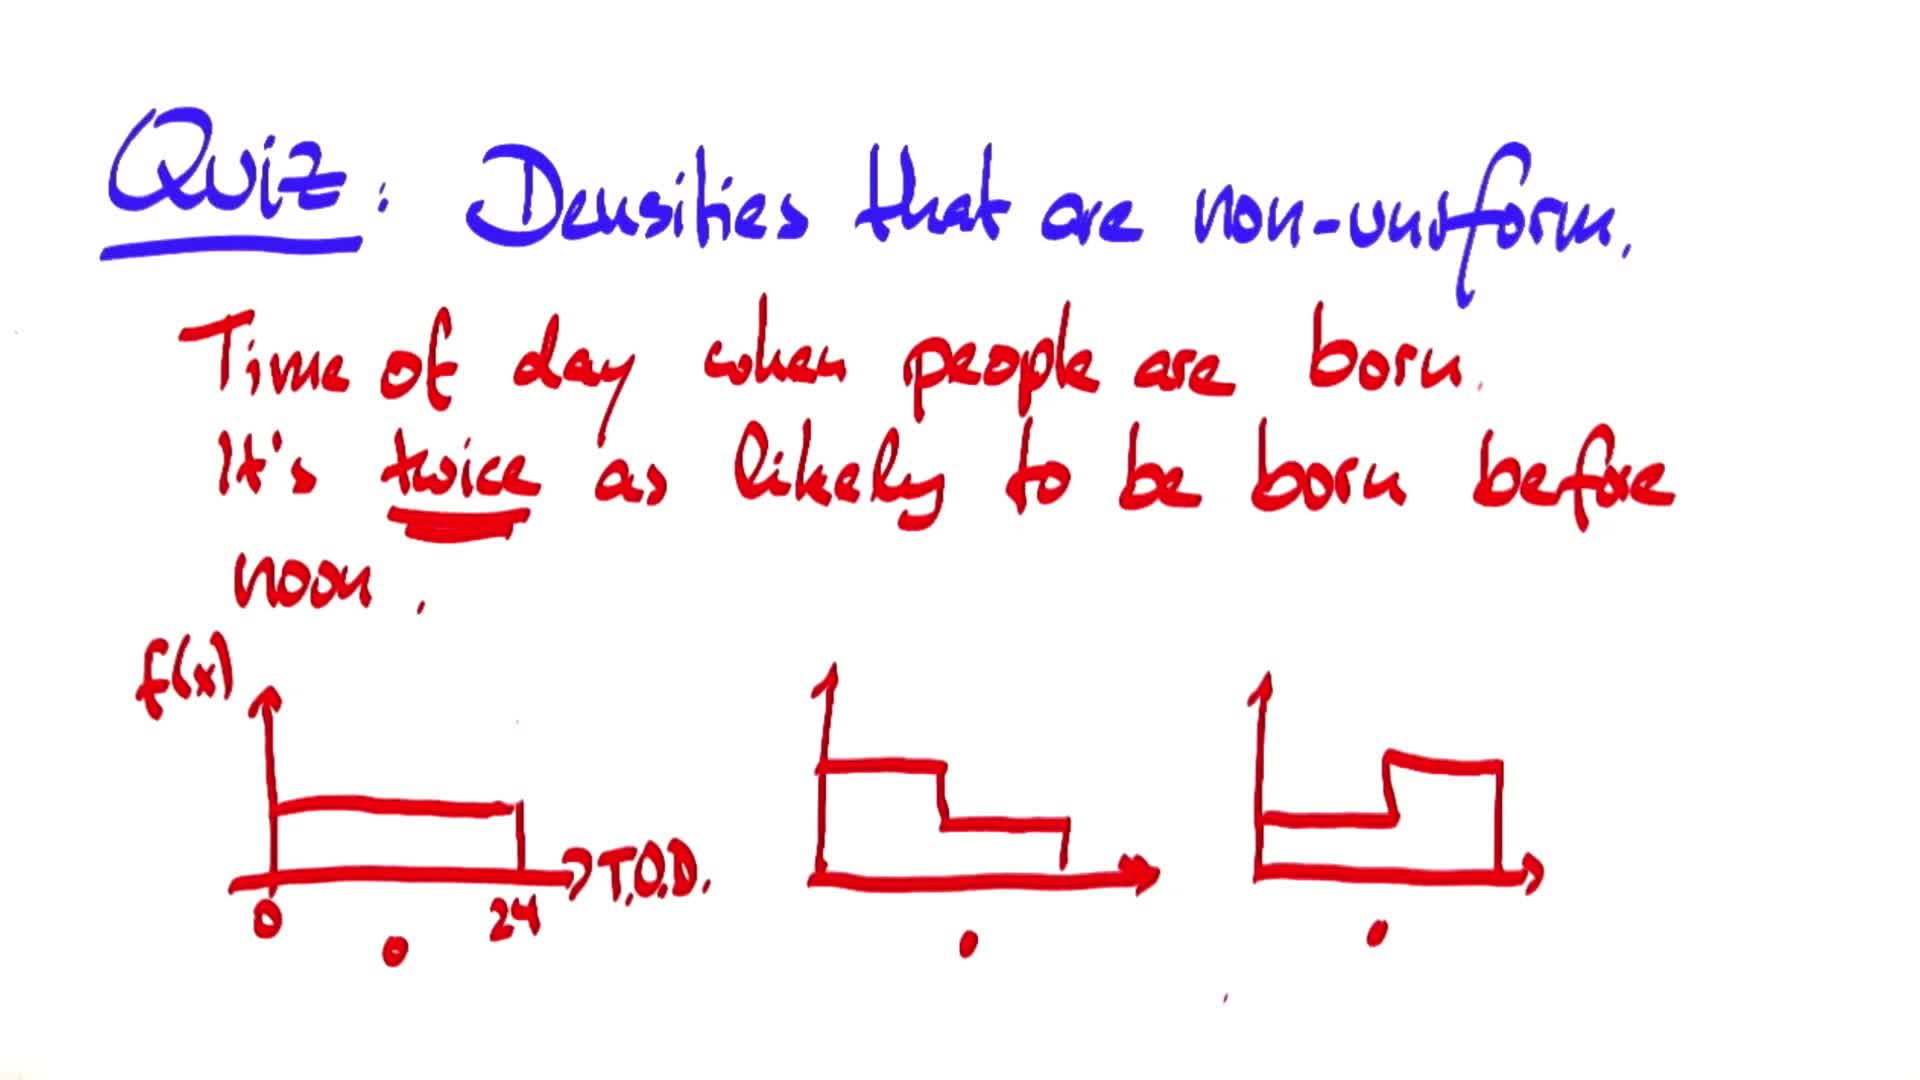 Quiz: Densities that are non-uniform.
Time of day when people are born.
It's twice as likely to be born before
noon.
f(x)
T.O.D.
0 24